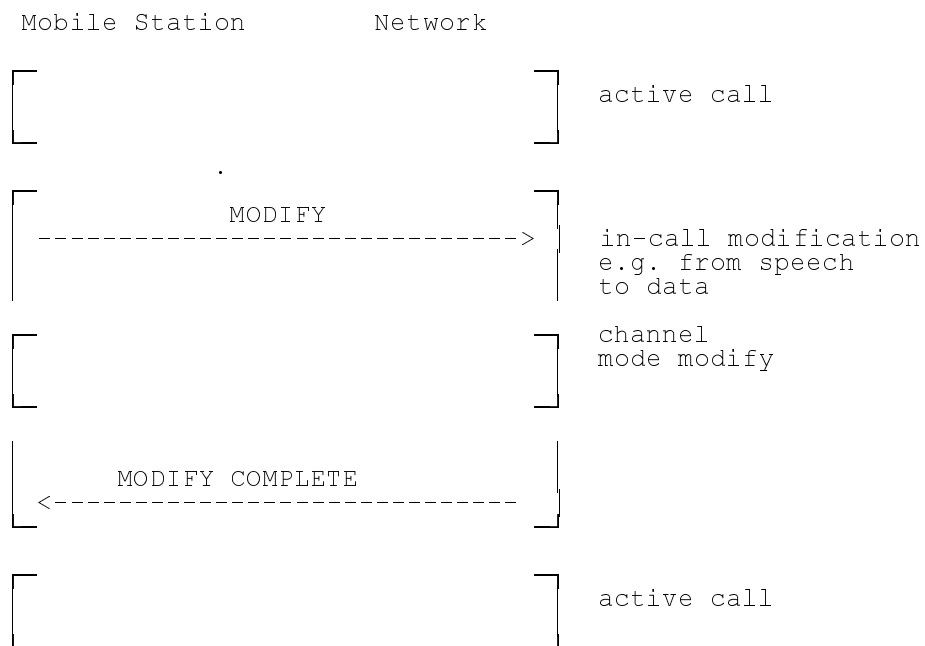 Mobile Station Network
active call
.
MODIFY
------------------------------> in-call modification
e.g. from speech
to data
channel
mode modify
MODIFY COMPLETE
<-----------------------------
active call